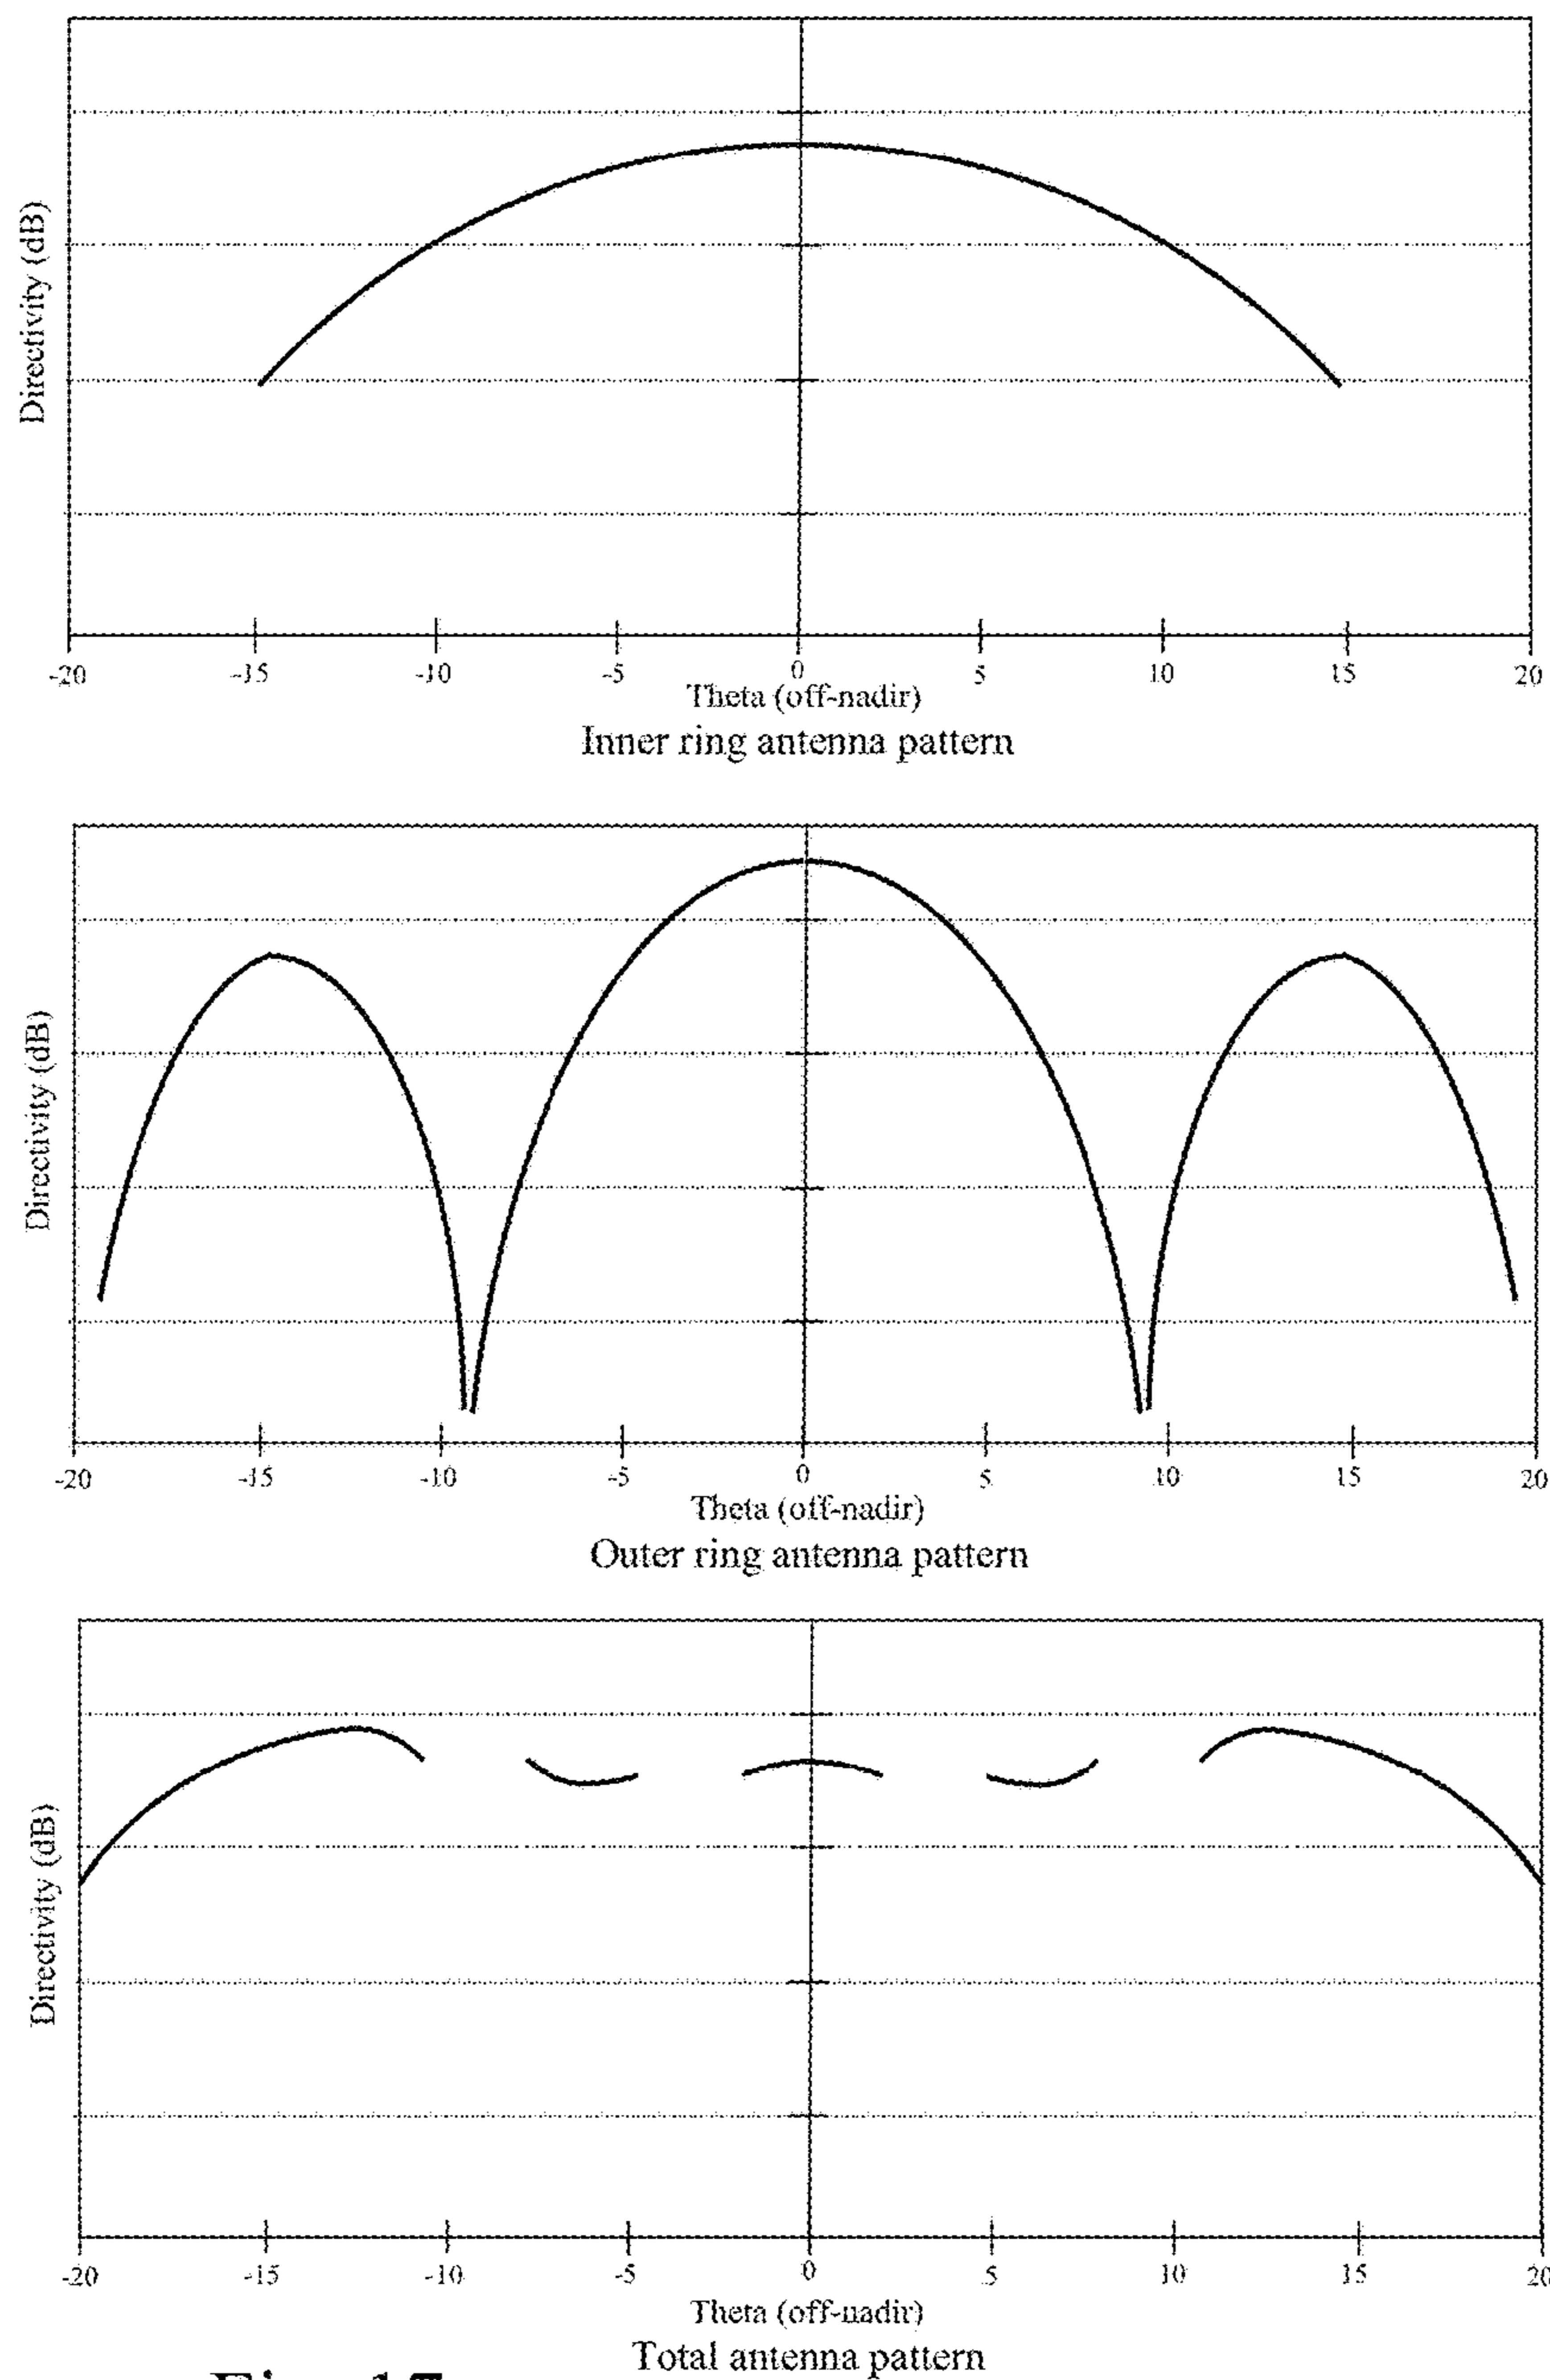 Directivity (dB)
-20 -15 -10 -5 0 5 10 15 20
Theta (off-nadir)
Inner ring antenna pattern
Directivity (dB)
-20 -15 -10 -5 0 5 10 15 20
Theta (off-nadir)
Outer ring antenna pattern
Directivity (dB)
-20 -15 -10 -5 0 5 10 15 20
Theta (off-nadir)
Total antenna pattern